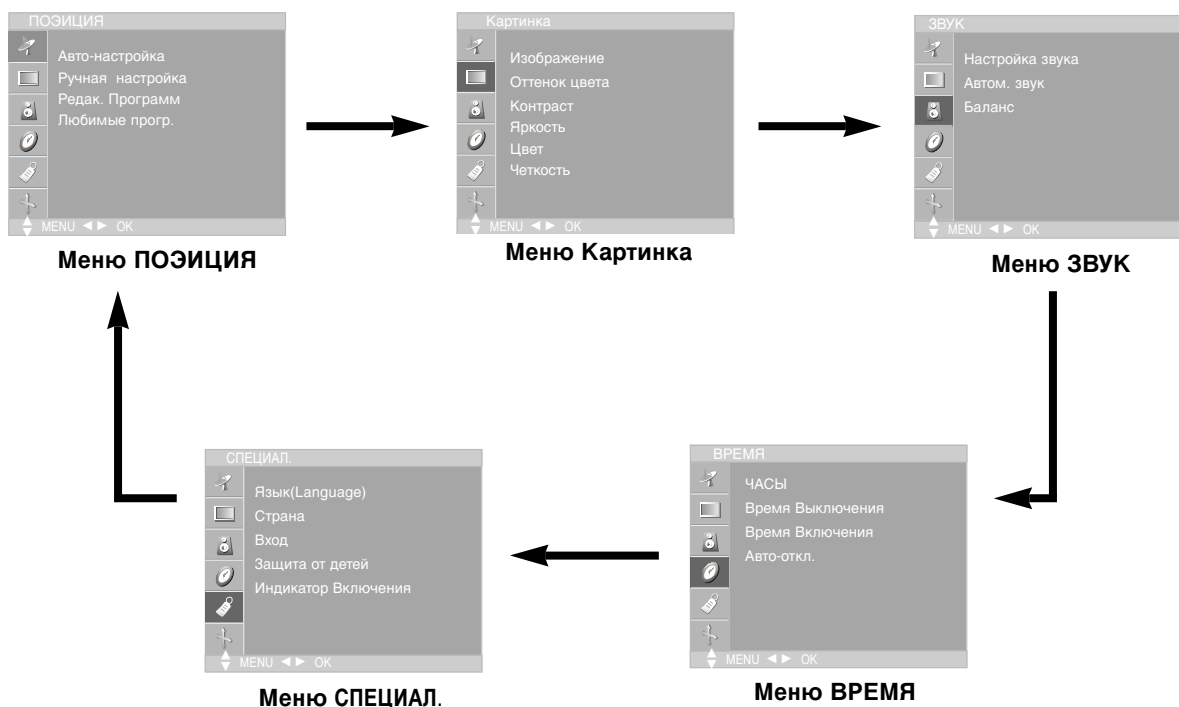 ПОЭИЦИЯ
Авто-настройка
Ручная настройка
Редак. Программ
Любимые прогр.
MENU ◄► OK
Меню ПОЭИЦИЯ
Картинка
Изображение
Оттенок цвета
Контраст
Яркость
Цвет
Четкость
MENU ◄► OK
Меню Картинка
ЗВУК
Настройка звука
Автом. звук
Баланс
MENU ◄► OK
Меню ЗВУК
СПЕЦИАЛ.
Язык(Language)
Страна
Вход
Защита от детей
Индикатор Включения
MENU ◄► OK
Меню СПЕЦИАЛ.
ВРЕМЯ
ЧАСЫ
Время Выключения
Время Включения
Авто-откл.
MENU ◄► OK
Меню ВРЕМЯ